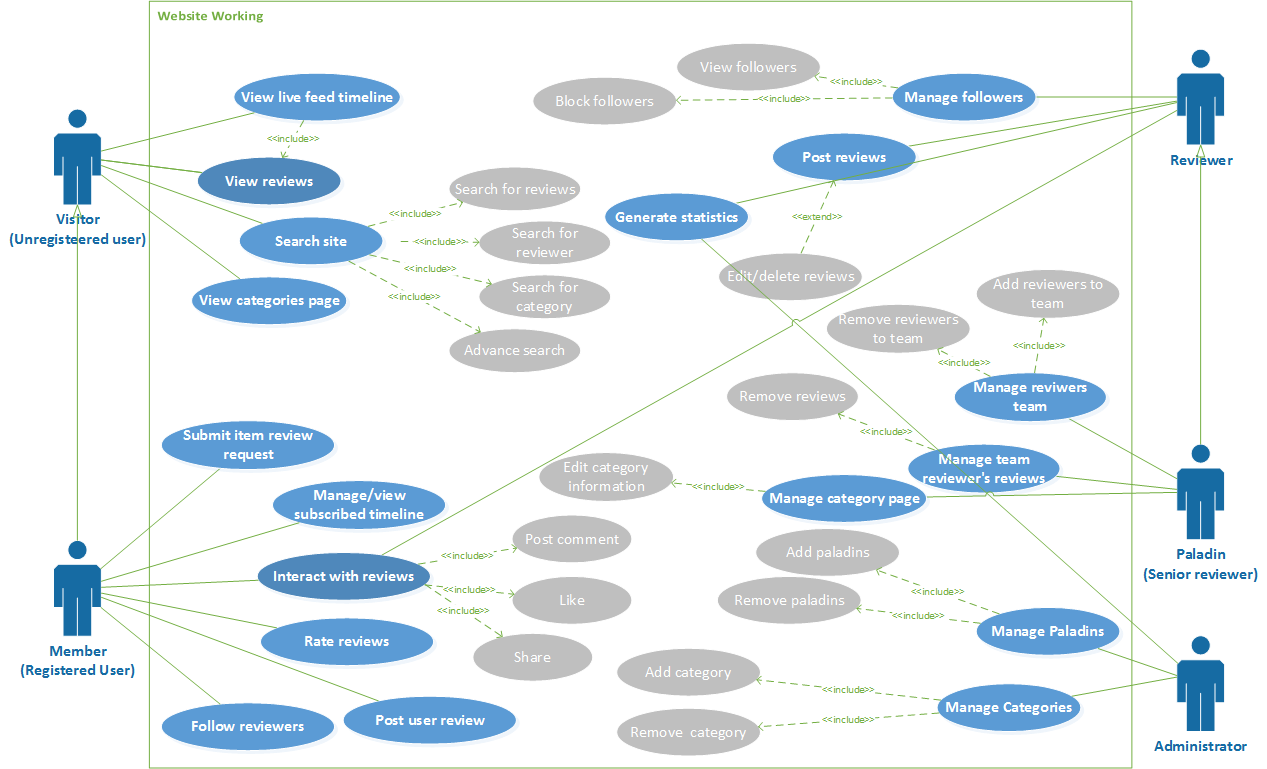 Website Working
View live feed timeline
<<include>>
View reviews
Search site
View categories page
<<include>>
<<include>>
<<include>>
<<include>>
Search for reviews
Search for
reviewer
Search for
category
Advance search
Visitor
(Unregisteered user)
View followers
Block followers
<<include>>
<<include>>
Manage followers
Post reviews
Generate statistics
<<extend>>
Edit/delete reviews
Reviewer
Add reviewers to
team
Remove reviewers
to team
<<include>>
<<include>>
Manage reviwers
team
Remove reviews
<<include>>
Manage team
reviewer's reviews
Edit category
information
<<include>>
Manage category page
Paladin
(Senior reviewer)
Submit item review
request
Manage/view
subscribed timeline
Interact with reviews
<<include>>
<<include>>
<<include>>
Post comment
Like
Share
Rate reviews
Post user review
Follow reviewers
Member
(Registered User)
Add paladins
Remove paladins
<<include>>
<<include>>
Manage Paladins
Add category
Remove  category
<<include>>
<<include>>
Manage Categories
Administrator